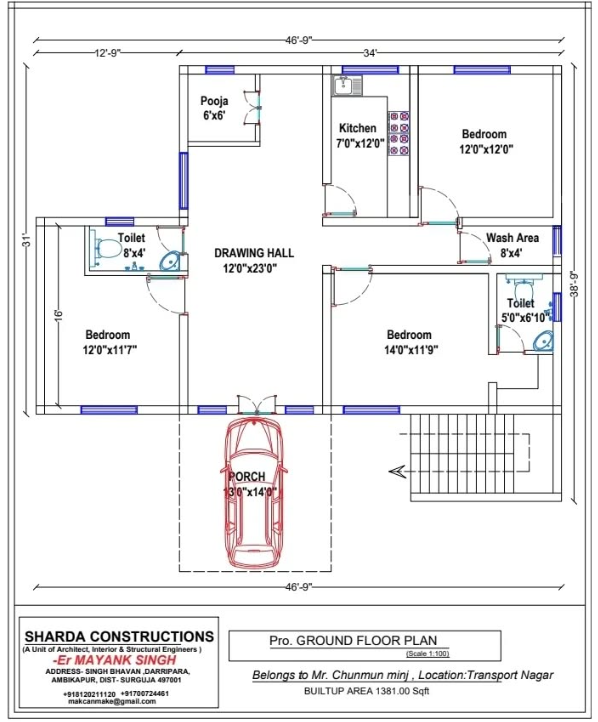 46'-9"
12'-9"
34'
Pooja
6'x6'
Kitchen
7'0"x12'0"
Bedroom
12'0"x12'0"
31'
Toilet
8'x4'
Wash Area
8'x4'
DRAWING HALL
12'0"x23'0"
38'-9"
16'
Toilet
5'0"x6'10"
Bedroom
12'0"x11'7"
Bedroom
14'0"x11'9"
PORCH
13'0"x14'0"
46'-9"
SHARDA CONSTRUCTIONS
(A Unit of Architect, Interior & Structural Engineers )
-Er MAYANK SINGH
ADDRESS- SINGH BHAVAN ,DARRIPARA,
AMBIKAPUR, DIST- SURGUJA 497001
+918120211120 +91700724461
makcanmake@gmail.com
Pro. GROUND FLOOR PLAN
(Scale 1:100)
Belongs to Mr. Chunmun minj , Location:Transport Nagar
BUILTUP AREA 1381.00 Sqft